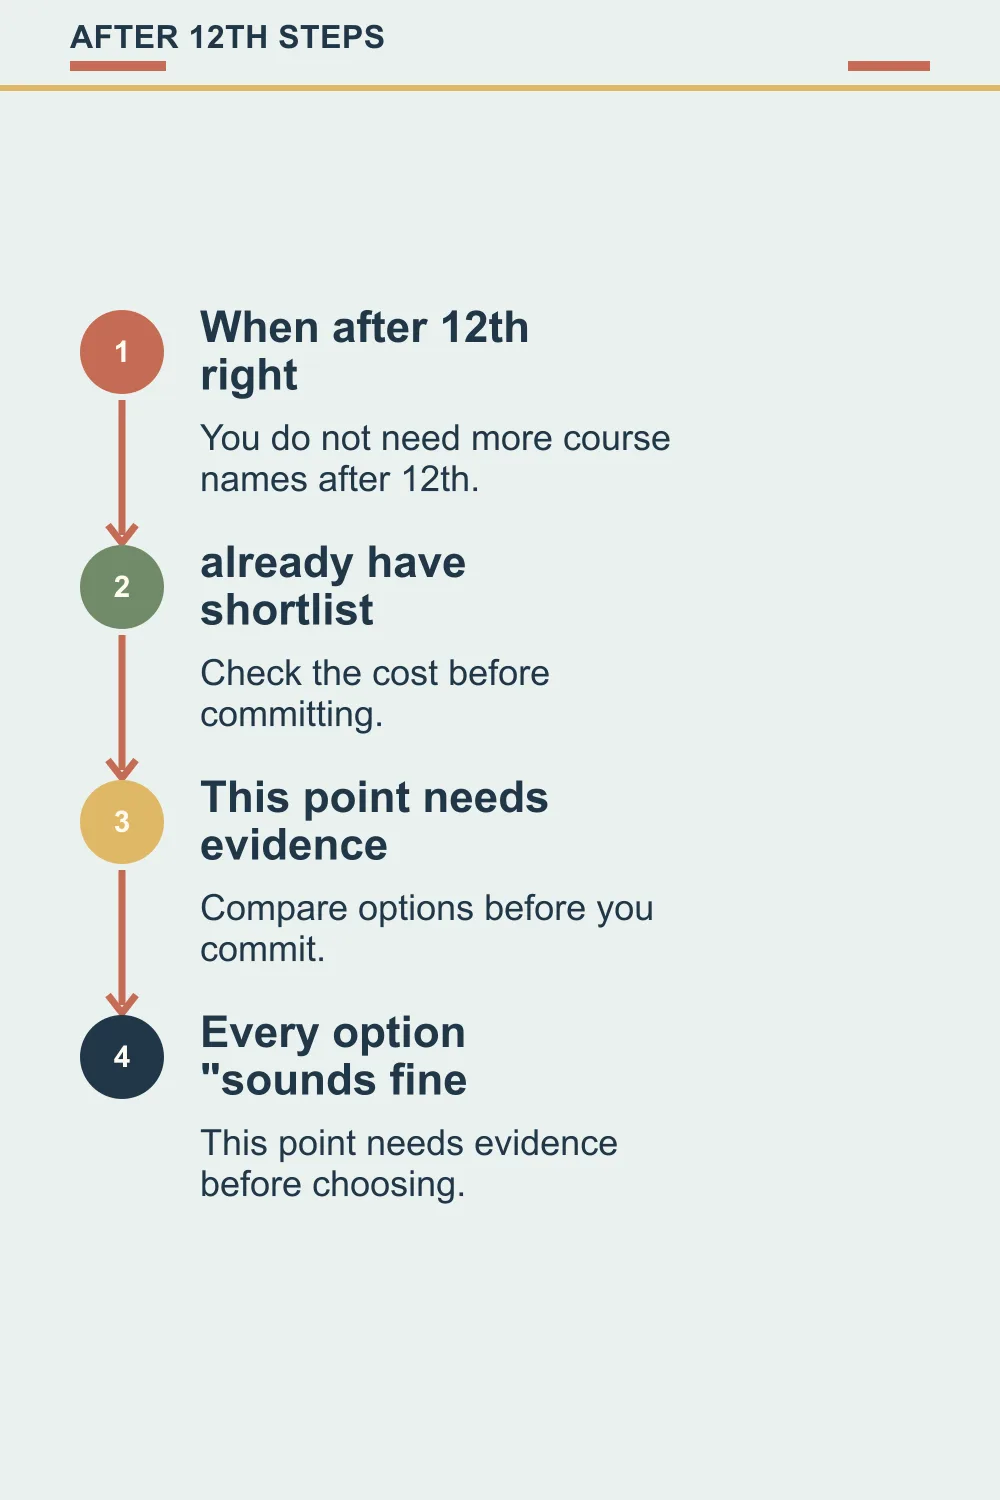 AFTER 12TH STEPS
1
When after 12th
right
You do not need more course
names after 12th.
2
already have
shortlist
Check the cost before
committing.
3
This point needs
evidence
Compare options before you
commit.
4
Every option
"sounds fine
This point needs evidence
before choosing.